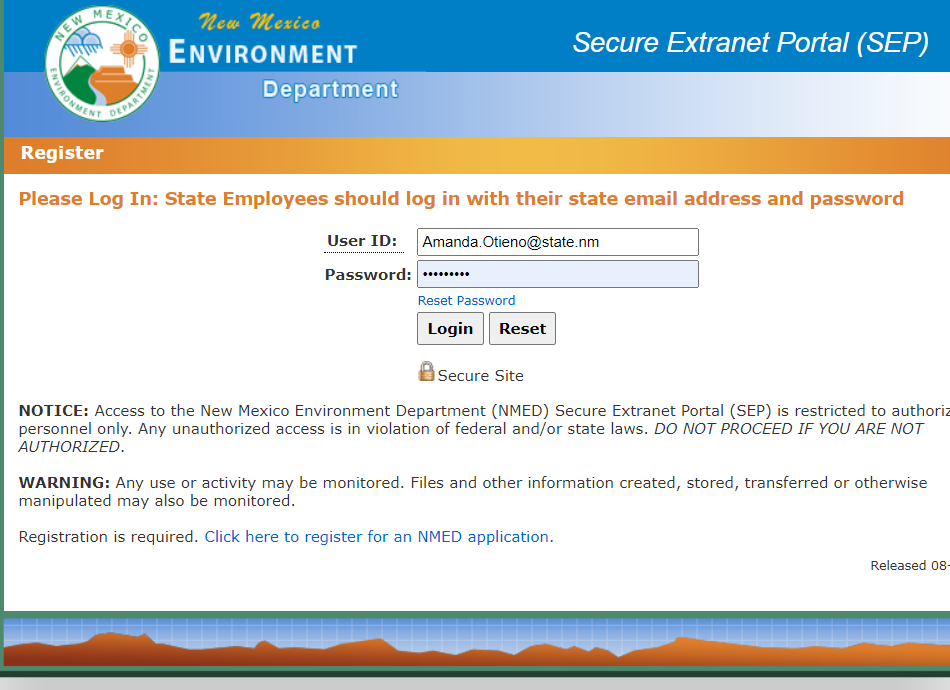 NEW MEXICO
ENVIRONMENT DEPARTMENT
New Mexico
ENVIRONMENT
Department
Secure Extranet Portal (SEP)
Register
Please Log In: State Employees should log in with their state email address and password
User ID: Amanda.Otieno@state.nm
Password: •••••••••
Reset Password
Login Reset
Secure Site
NOTICE: Access to the New Mexico Environment Department (NMED) Secure Extranet Portal (SEP) is restricted to authoriz
personnel only. Any unauthorized access is in violation of federal and/or state laws. DO NOT PROCEED IF YOU ARE NOT
AUTHORIZED.
WARNING: Any use or activity may be monitored. Files and other information created, stored, transferred or otherwise
manipulated may also be monitored.
Registration is required. Click here to register for an NMED application.
Released 08-